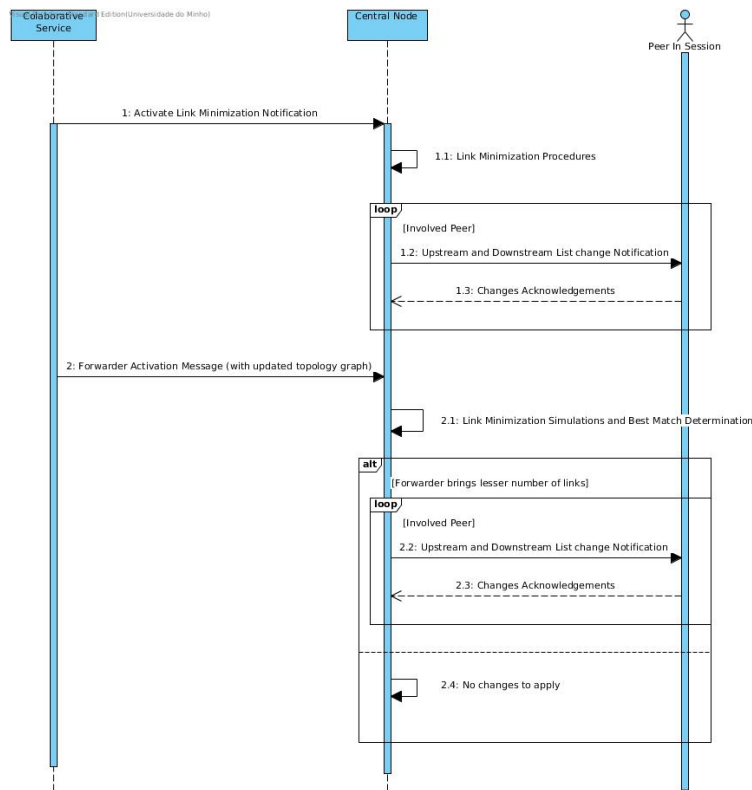 Edition(Universidade do Minho)
Colaborative
Service
Central Node
Peer In Session
1: Activate Link Minimization Notification
1.1: Link Minimization Procedures
loop
[Involved Peer]
1.2: Upstream and Downstream List change Notification
1.3: Changes Acknowledgements
2: Forwarder Activation Message (with updated topology graph)
2.1: Link Minimization Simulations and Best Match Determination
alt
[Forwarder brings lesser number of links]
loop
[Involved Peer]
2.2: Upstream and Downstream List change Notification
2.3: Changes Acknowledgements
2.4: No changes to apply